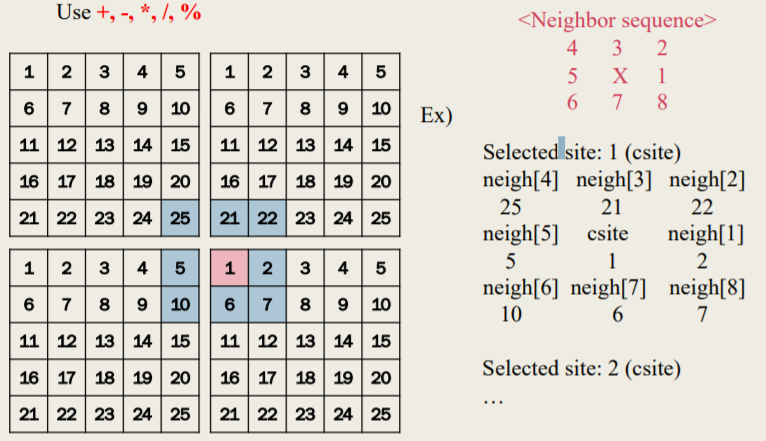 Use +, -, *, /, %
1 2 3 4 5
6 7 8 9 10
11 12 13 14 15
16 17 18 19 20
21 22 23 24 25
1 2 3 4 5
6 7 8 9 10
11 12 13 14 15
16 17 18 19 20
21 22 23 24 25
1 2 3 4 5
6 7 8 9 10
11 12 13 14 15
16 17 18 19 20
21 22 23 24 25
1 2 3 4 5
6 7 8 9 10
11 12 13 14 15
16 17 18 19 20
21 22 23 24 25
Ex)
<Neighbor sequence>
4 3 2
5 X 1
6 7 8
Selected site: 1 (csite)
neigh[4] neigh[3] neigh[2]
25 21 22
neigh[5] csite neigh[1]
5 1 2
neigh[6] neigh[7] neigh[8]
10 6 7
Selected site: 2 (csite)
…